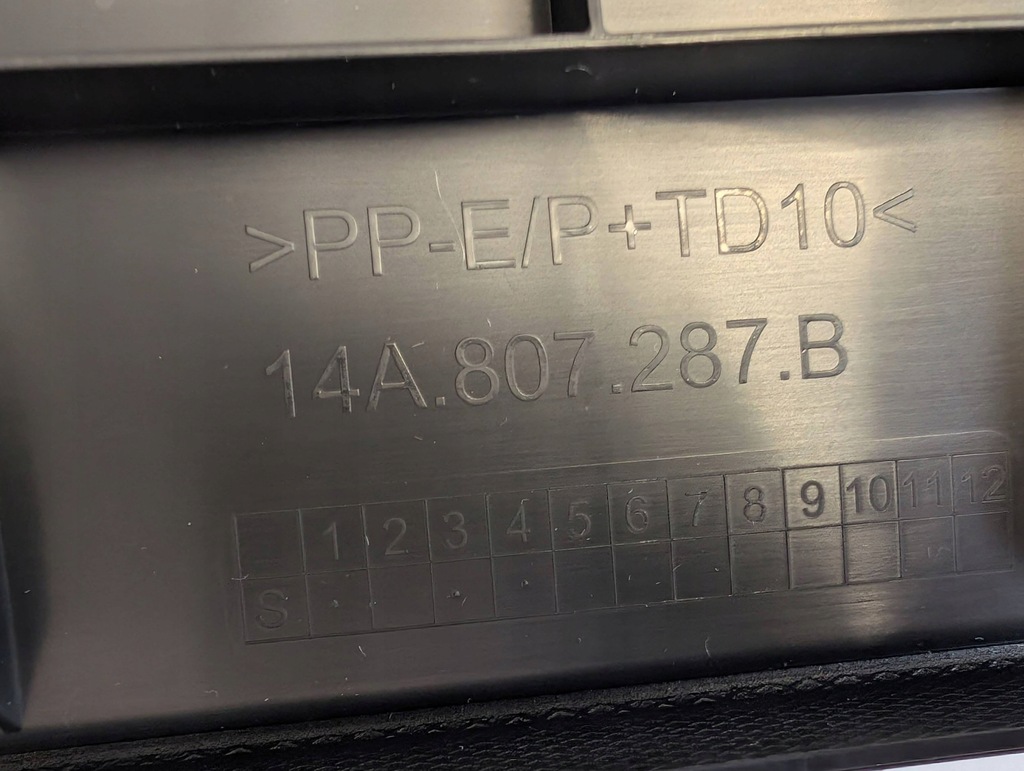 >PP-E/P+TD10<
14A.807.287.B
1 2 3 4 5 6 7 8 9 10 11 12
S